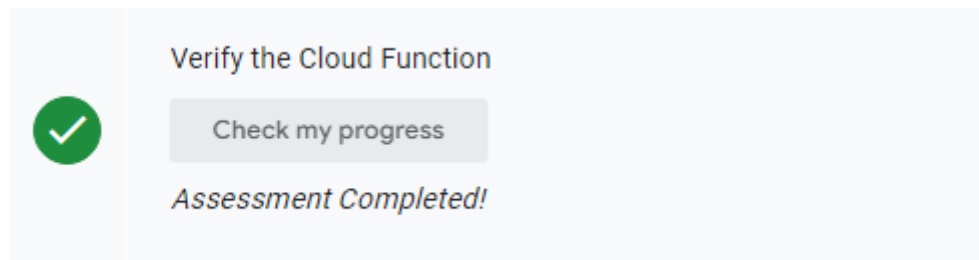 Verify the Cloud Function
Check my progress
Assessment Completed!